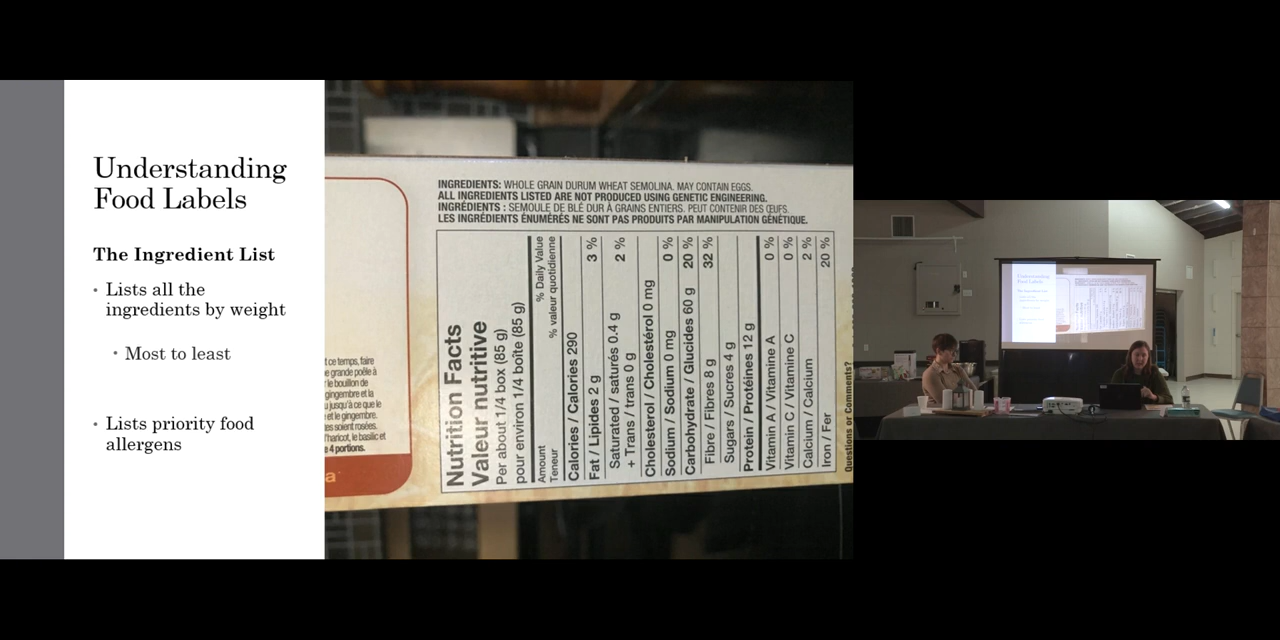 Understanding
Food Labels
The Ingredient List
• Lists all the
ingredients by weight
• Most to least
• Lists priority food
allergens
t ce temps, faire
e grande poêle à
r le bouillon de
gingembre et la
u jusqu'à ce que le
et le gingembre.
es soient rosées.
haricot, le basilic et
e 4 portions.
INGREDIENTS: WHOLE GRAIN DURUM WHEAT SEMOLINA. MAY CONTAIN EGGS.
ALL INGREDIENTS LISTED ARE NOT PRODUCED USING GENETIC ENGINEERING.
INGRÉDIENTS : SEMOULE DE BLÉ DUR À GRAINS ENTIERS. PEUT CONTENIR DES ŒUFS.
LES INGRÉDIENTS ÉNUMÉRÉS NE SONT PAS PRODUITS PAR MANIPULATION GÉNÉTIQUE.
Nutrition Facts
Valeur nutritive
Per about 1/4 box (85 g)
pour environ 1/4 boîte (85 g)
Amount % Daily Value
Teneur % valeur quotidienne
Calories / Calories 290
Fat / Lipides 2 g 3 %
Saturated / saturés 0.4 g 2 %
+ Trans / trans 0 g
Cholesterol / Cholestérol 0 mg
Sodium / Sodium 0 mg 0 %
Carbohydrate / Glucides 60 g 20 %
Fibre / Fibres 8 g 32 %
Sugars / Sucres 4 g
Protein / Protéines 12 g
Vitamin A / Vitamine A 0 %
Vitamin C / Vitamine C 0 %
Calcium / Calcium 2 %
Iron / Fer 20 %
Questions or Comments?
Understanding
Food Labels